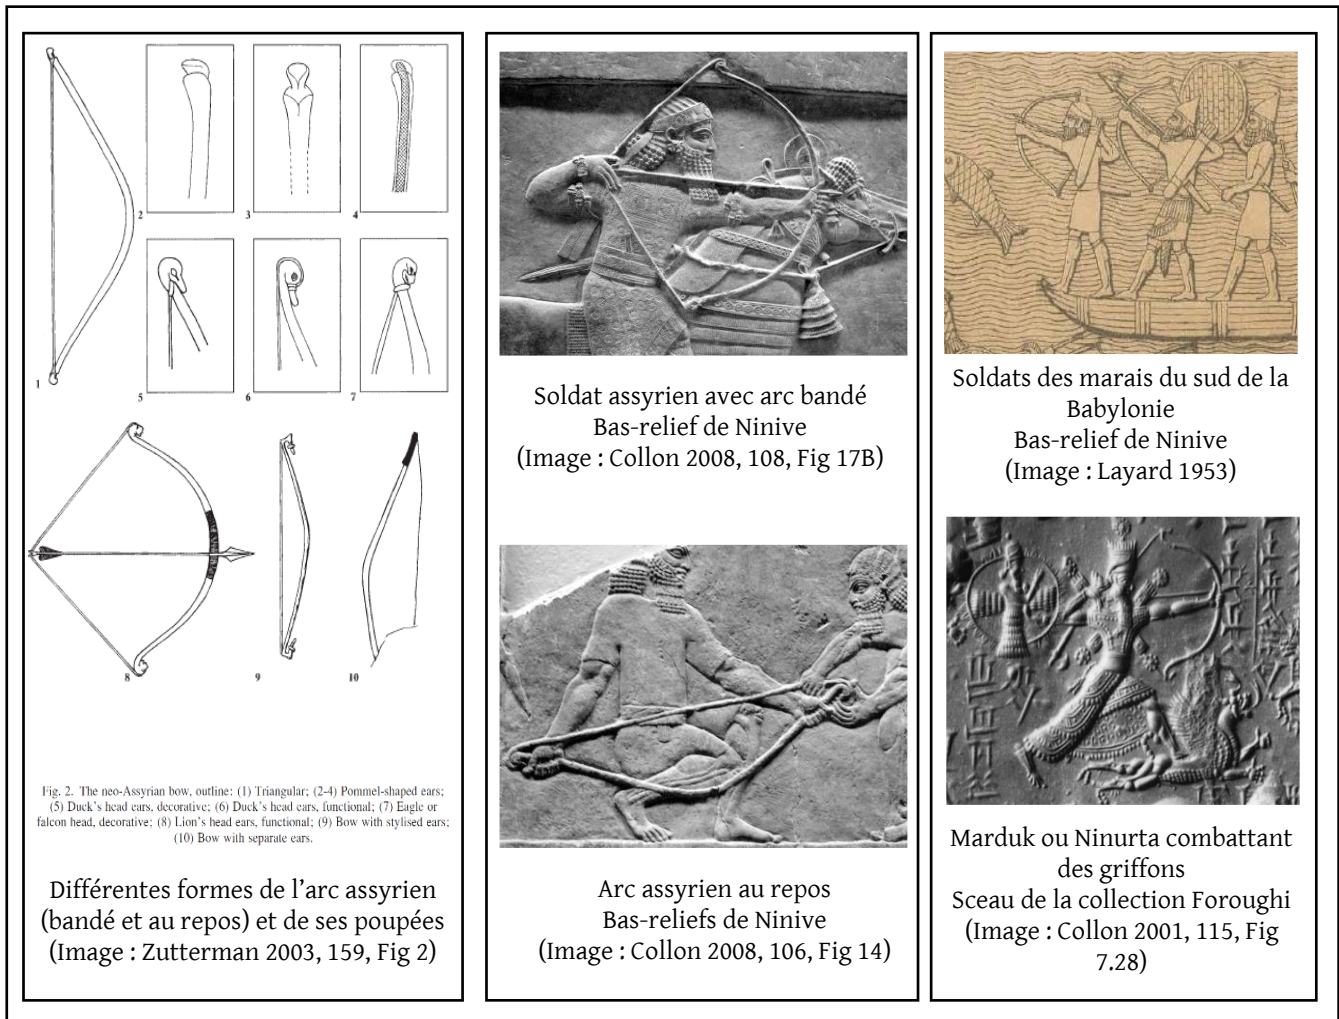 1
2
3
4
5
6
7
8
9
10
Fig. 2. The neo-Assyrian bow, outline: (1) Triangular; (2-4) Pommel-shaped ears;
(5) Duck's head ears, decorative; (6) Duck's head ears, functional; (7) Eagle or
falcon head, decorative; (8) Lion's head ears, functional; (9) Bow with stylised ears;
(10) Bow with separate ears.
Différentes formes de l’arc assyrien
(bandé et au repos) et de ses poupées
(Image : Zutterman 2003, 159, Fig 2)
Soldat assyrien avec arc bandé
Bas-relief de Ninive
(Image : Collon 2008, 108, Fig 17B)
Arc assyrien au repos
Bas-reliefs de Ninive
(Image : Collon 2008, 106, Fig 14)
Soldats des marais du sud de la
Babylonie
Bas-relief de Ninive
(Image : Layard 1953)
Marduk ou Ninurta combattant
des griffons
Sceau de la collection Foroughi
(Image : Collon 2001, 115, Fig
7.28)